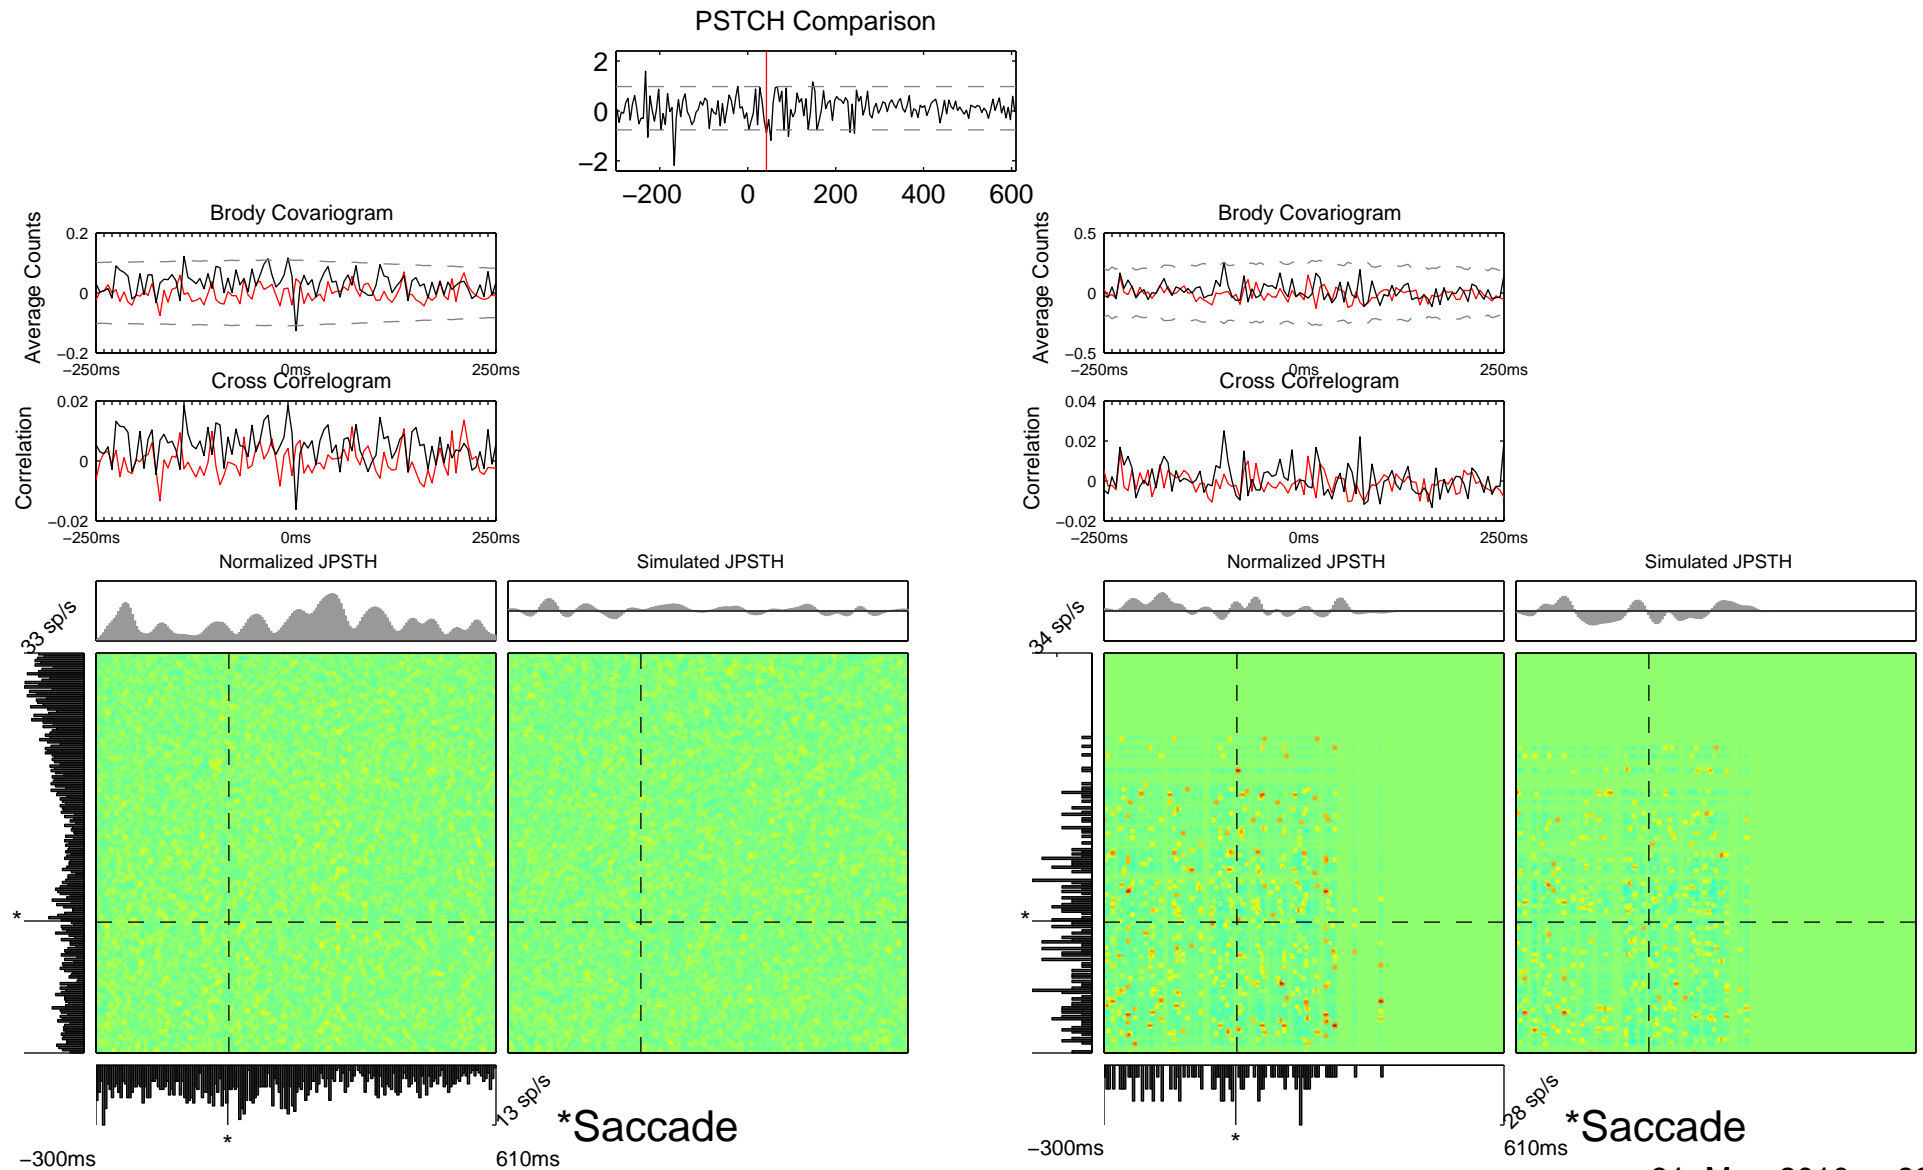 PSTCH Comparison
2
0
−2
−200 0 200 400 600
Brody Covariogram
Average Counts
0.2
0
−0.2
−250ms 0ms 250ms
Cross Correlogram
Correlation
0.02
0
−0.02
−250ms 0ms 250ms
Normalized JPSTH
Simulated JPSTH
33 sp/s
*
*
13 sp/s
*Saccade
−300ms
610ms
Brody Covariogram
Average Counts
0.5
0
−0.5
−250ms 0ms 250ms
Cross Correlogram
Correlation
0.04
0.02
0
−0.02
−250ms 0ms 250ms
Normalized JPSTH
Simulated JPSTH
34 sp/s
*
*
28 sp/s
*Saccade
−300ms
610ms